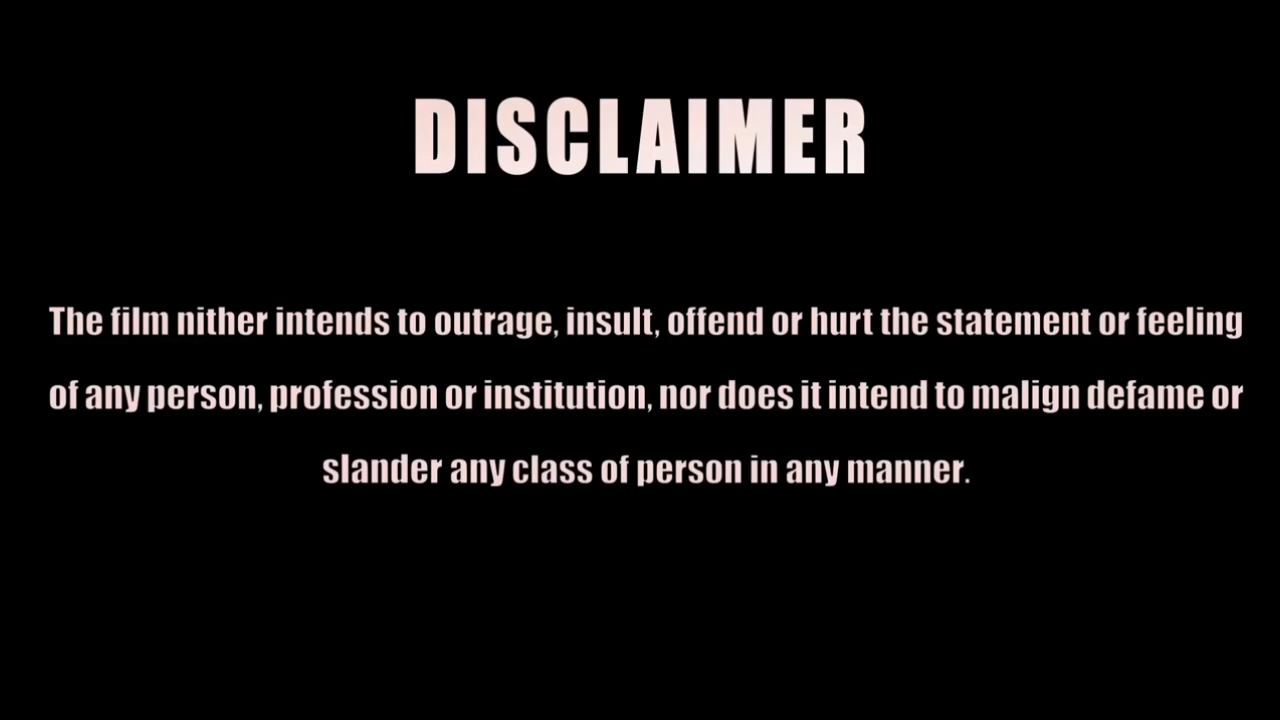 DISCLAIMER
The film nither intends to outrage, insult, offend or hurt the statement or feeling
of any person, profession or institution, nor does it intend to malign defame or
slander any class of person in any manner.